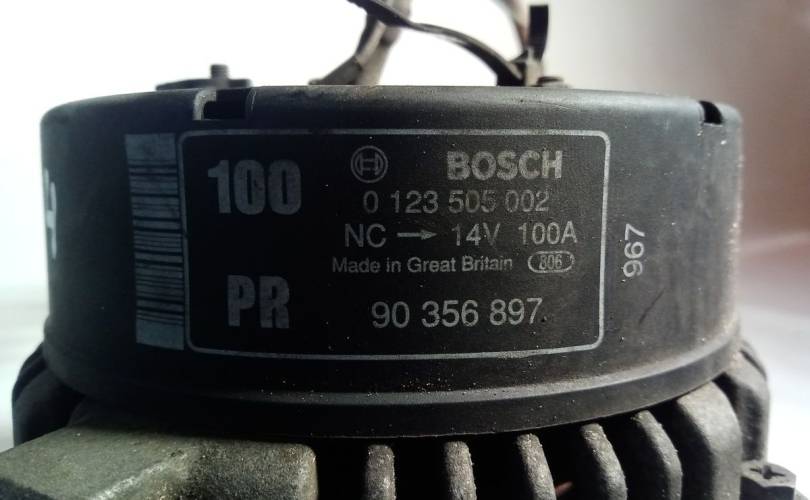 100
BOSCH
0 123 505 002
NC → 14V 100A
Made in Great Britain 806
PR
90 356 897
967
4